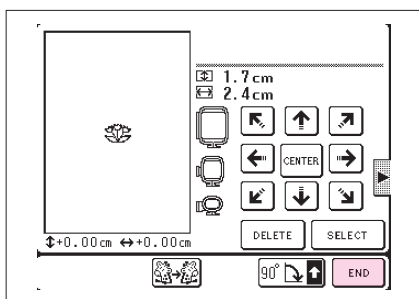 1.7cm
2.4cm
CENTER
DELETE SELECT
+0.00cm +0.00cm
90° END